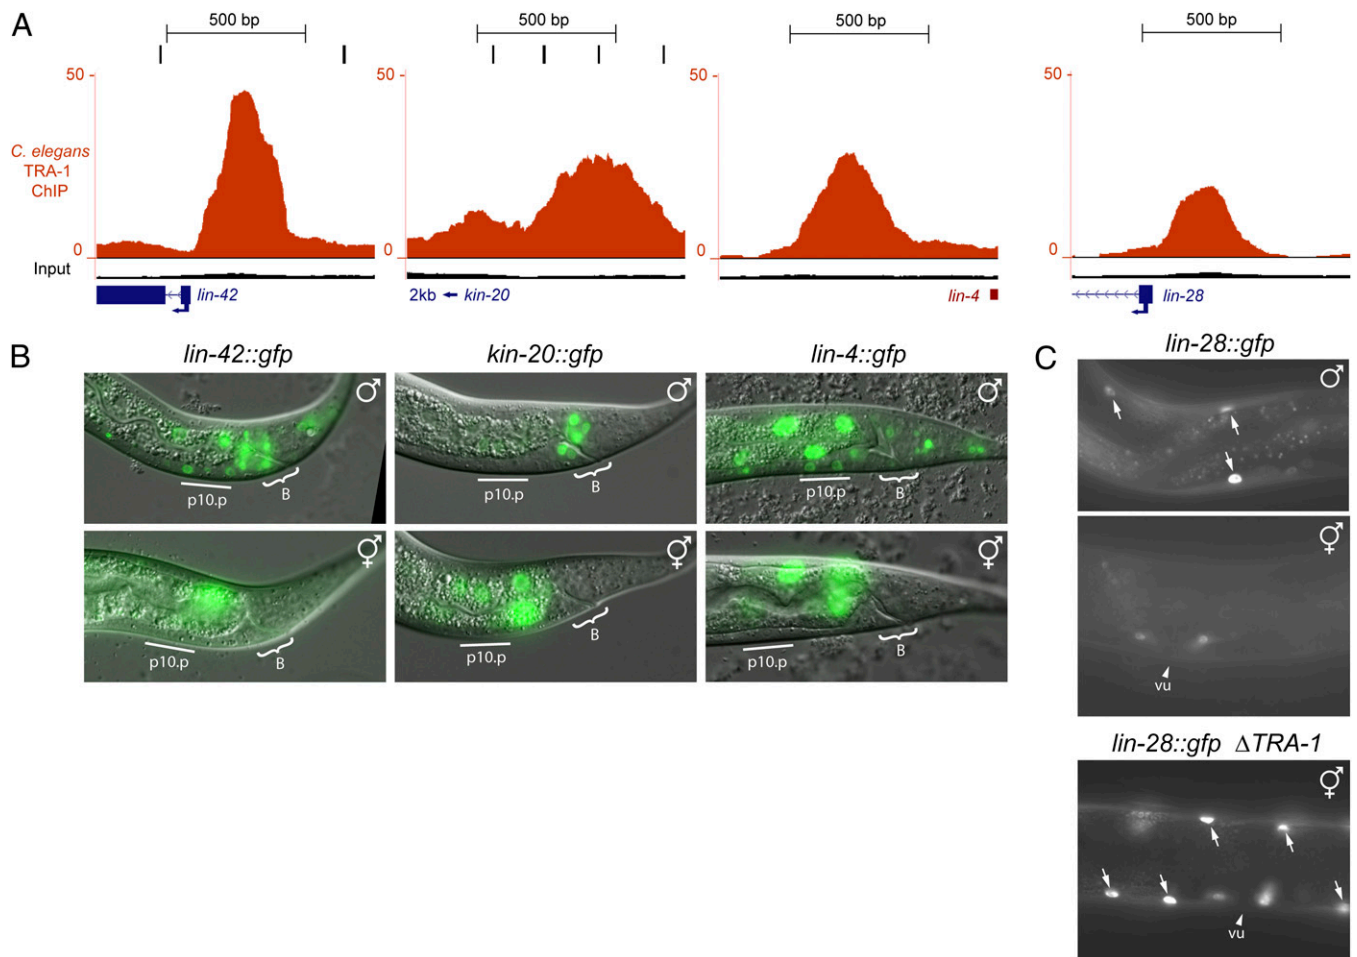 A
500 bp 500 bp 500 bp 500 bp
50 50 50 50
C. elegans
TRA-1
ChIP
0 0 0 0
Input
lin-42 2kb kin-20 lin-4 lin-28
B lin-42::gfp kin-20::gfp lin-4::gfp C lin-28::gfp
♂ ♂ ♂ ♂
p10.p B p10.p B p10.p B
⚥ ⚥ ⚥ ⚥
p10.p B p10.p B p10.p B
vu
lin-28::gfp ΔTRA-1
⚥
vu